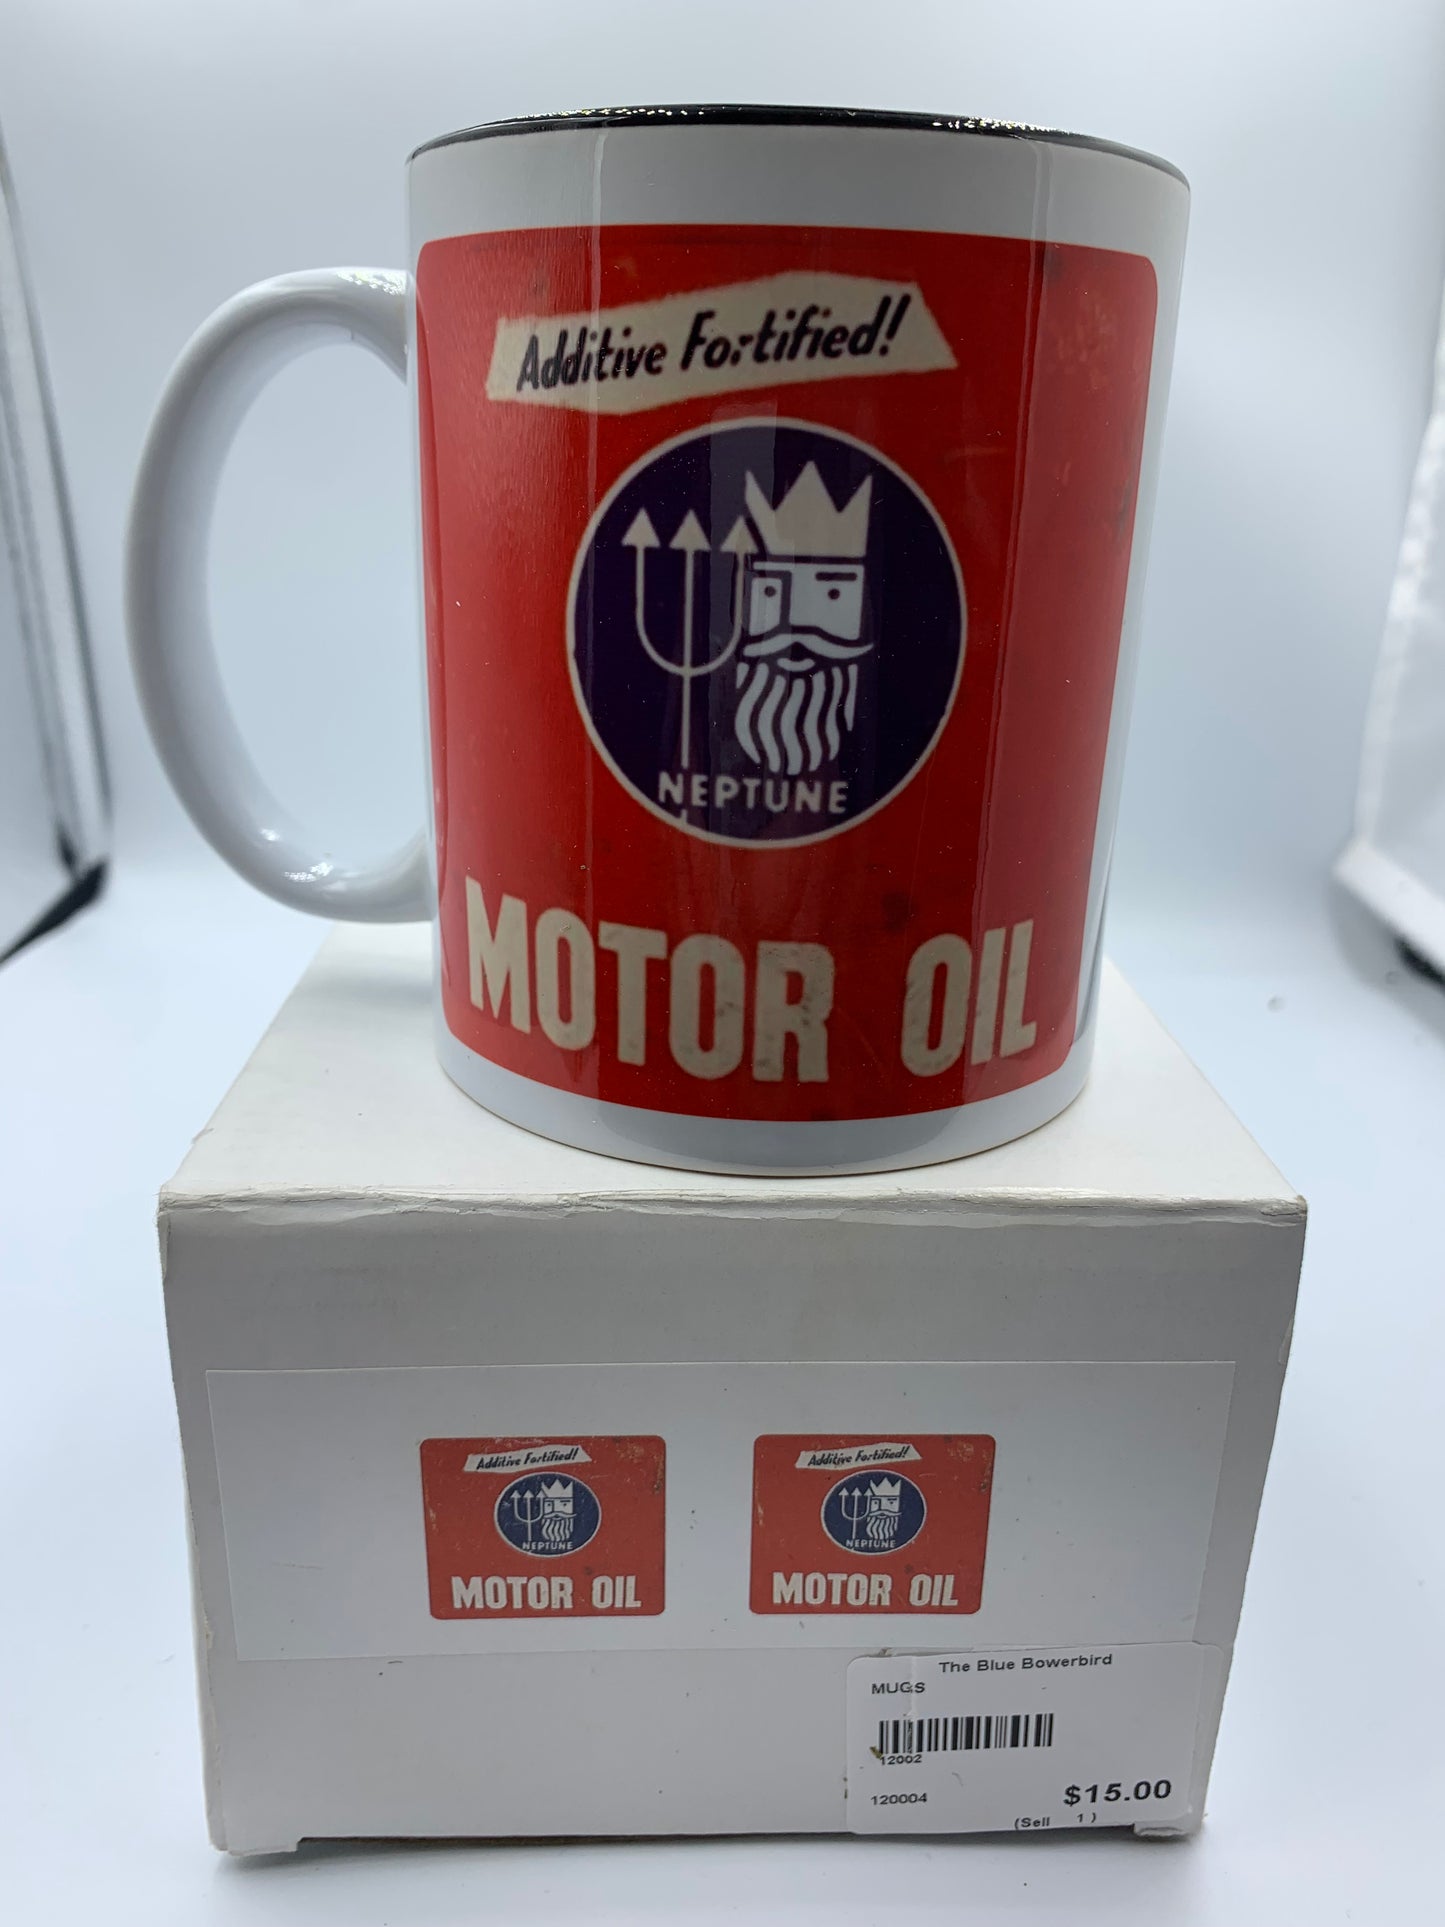 Additive Fortified!
NEPTUNE
MOTOR OIL
Additive Fortified!
NEPTUNE
MOTOR OIL
Additive Fortified!
NEPTUNE
MOTOR OIL
The Blue Bowerbird
MUGS
12002
120004
$15.00
(Sell 1)